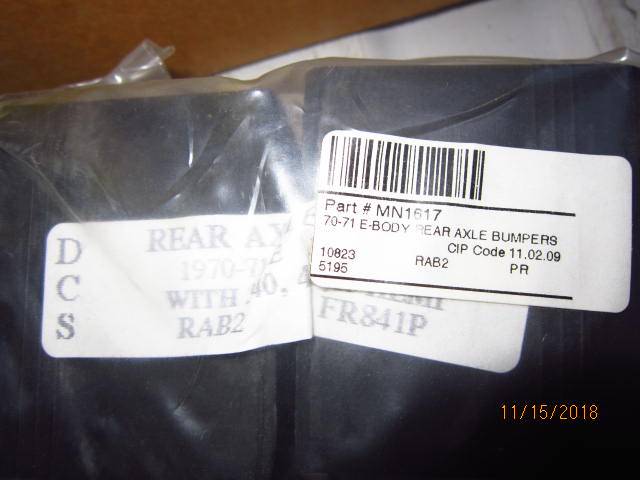 D
C
S
REAR
1970-71
WITH .40,
RAB2
FR841P
Part # MN1617
70-71 E-BODY REAR AXLE BUMPERS
CIP Code 11.02.09
10823 RAB2 PR
5195
11/15/2018